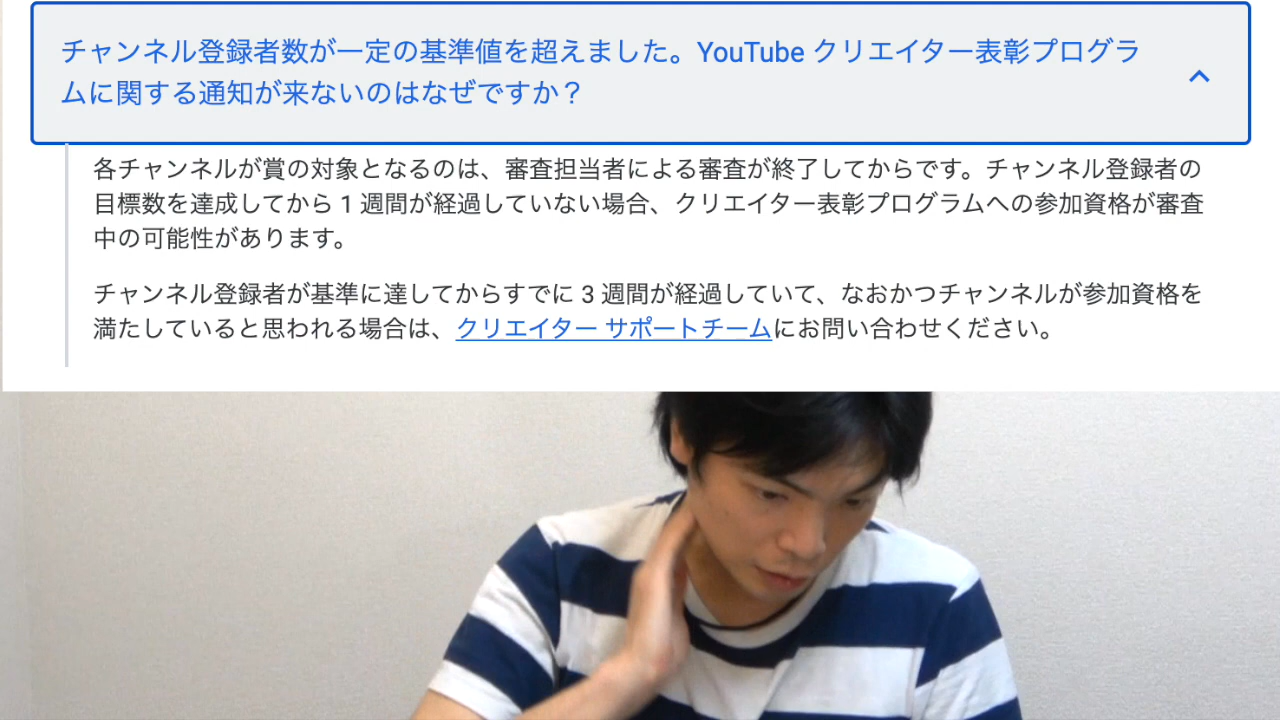 チャンネル登録者数が一定の基準値を超えました。YouTube クリエイター表彰プログラ
ムに関する通知が来ないのはなぜですか？
各チャンネルが賞の対象となるのは、審査担当者による審査が終了してからです。チャンネル登録者の
目標数を達成してから 1 週間が経過していない場合、クリエイター表彰プログラムへの参加資格が審査
中の可能性があります。
チャンネル登録者が基準に達してからすでに 3 週間が経過していて、なおかつチャンネルが参加資格を
満たしていると思われる場合は、クリエイター サポートチームにお問い合わせください。